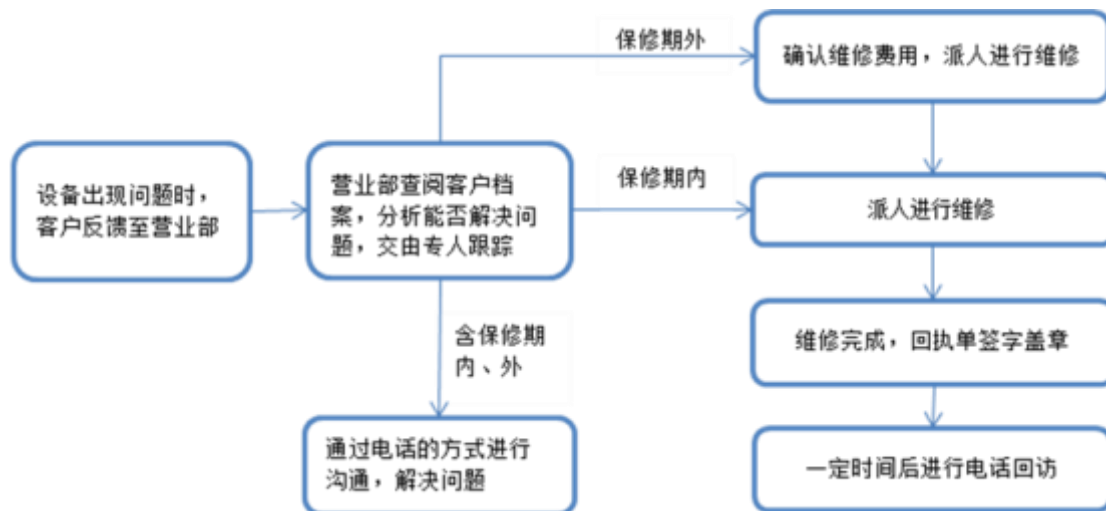 保修期外
确认维修费用，派人进行维修
设备出现问题时，
客户反馈至营业部
营业部查阅客户档
案，分析能否解决问
题，交由专人跟踪
保修期内
派人进行维修
含保修期
内、外
维修完成，回执单签字盖章
通过电话的方式进行
沟通，解决问题
一定时间后进行电话回访